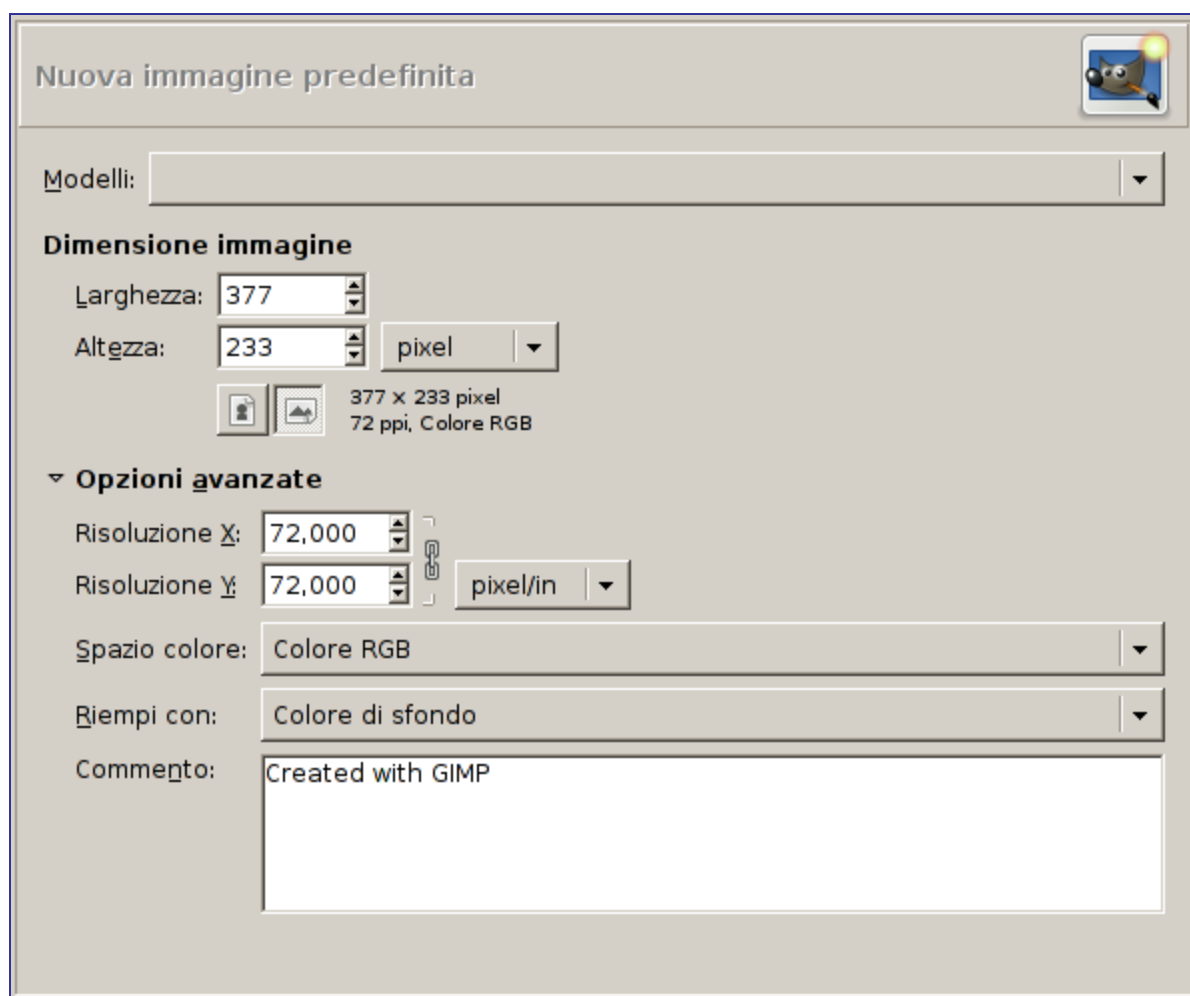 Nuova immagine predefinita
Modelli:
Dimensione immagine
Larghezza: 377
Altezza: 233 pixel
377 × 233 pixel
72 ppi, Colore RGB
Opzioni avanzate
Risoluzione X: 72,000
Risoluzione Y: 72,000 pixel/in
Spazio colore: Colore RGB
Riempi con: Colore di sfondo
Commento: Created with GIMP